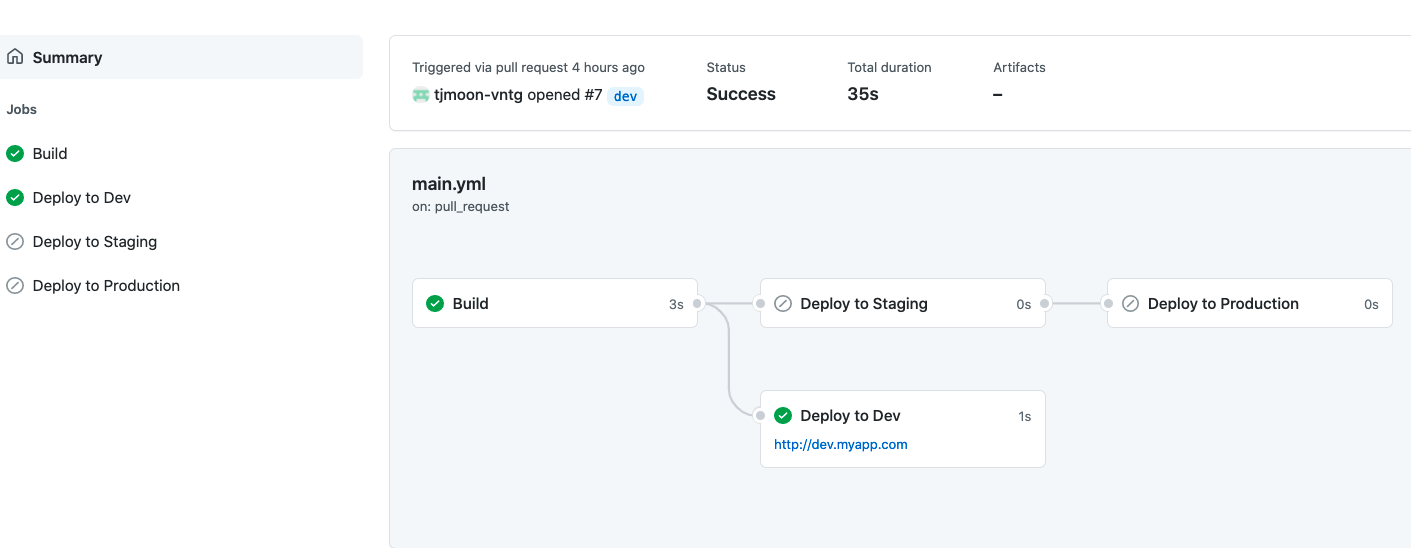 Summary
Jobs
Build
Deploy to Dev
Deploy to Staging
Deploy to Production
Triggered via pull request 4 hours ago
tjmoon-vntg opened #7 dev
Status
Success
Total duration
35s
Artifacts
–
main.yml
on: pull_request
Build 3s
Deploy to Staging 0s
Deploy to Production 0s
Deploy to Dev 1s
http://dev.myapp.com